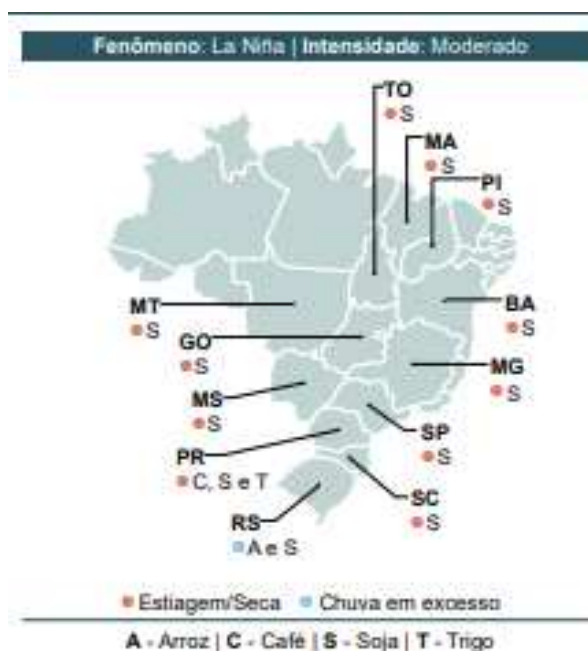 Fenômeno: La Niña | Intensidade: Moderado
TO
S
MA
S
PI
S
MT
S
BA
S
GO
S
MG
S
MS
S
SP
S
PR
C, S e T
SC
S
RS
A e S
Estiagem/Seca Chuva em excesso
A - Arroz | C - Café | S - Soja | T - Trigo